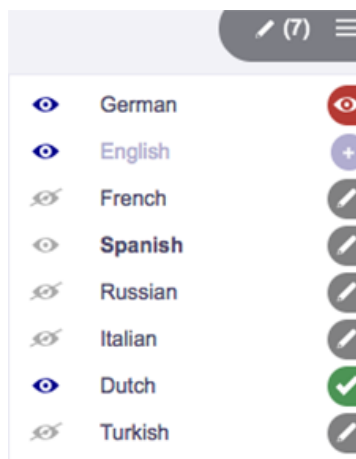 (7)
German
English
French
Spanish
Russian
Italian
Dutch
Turkish